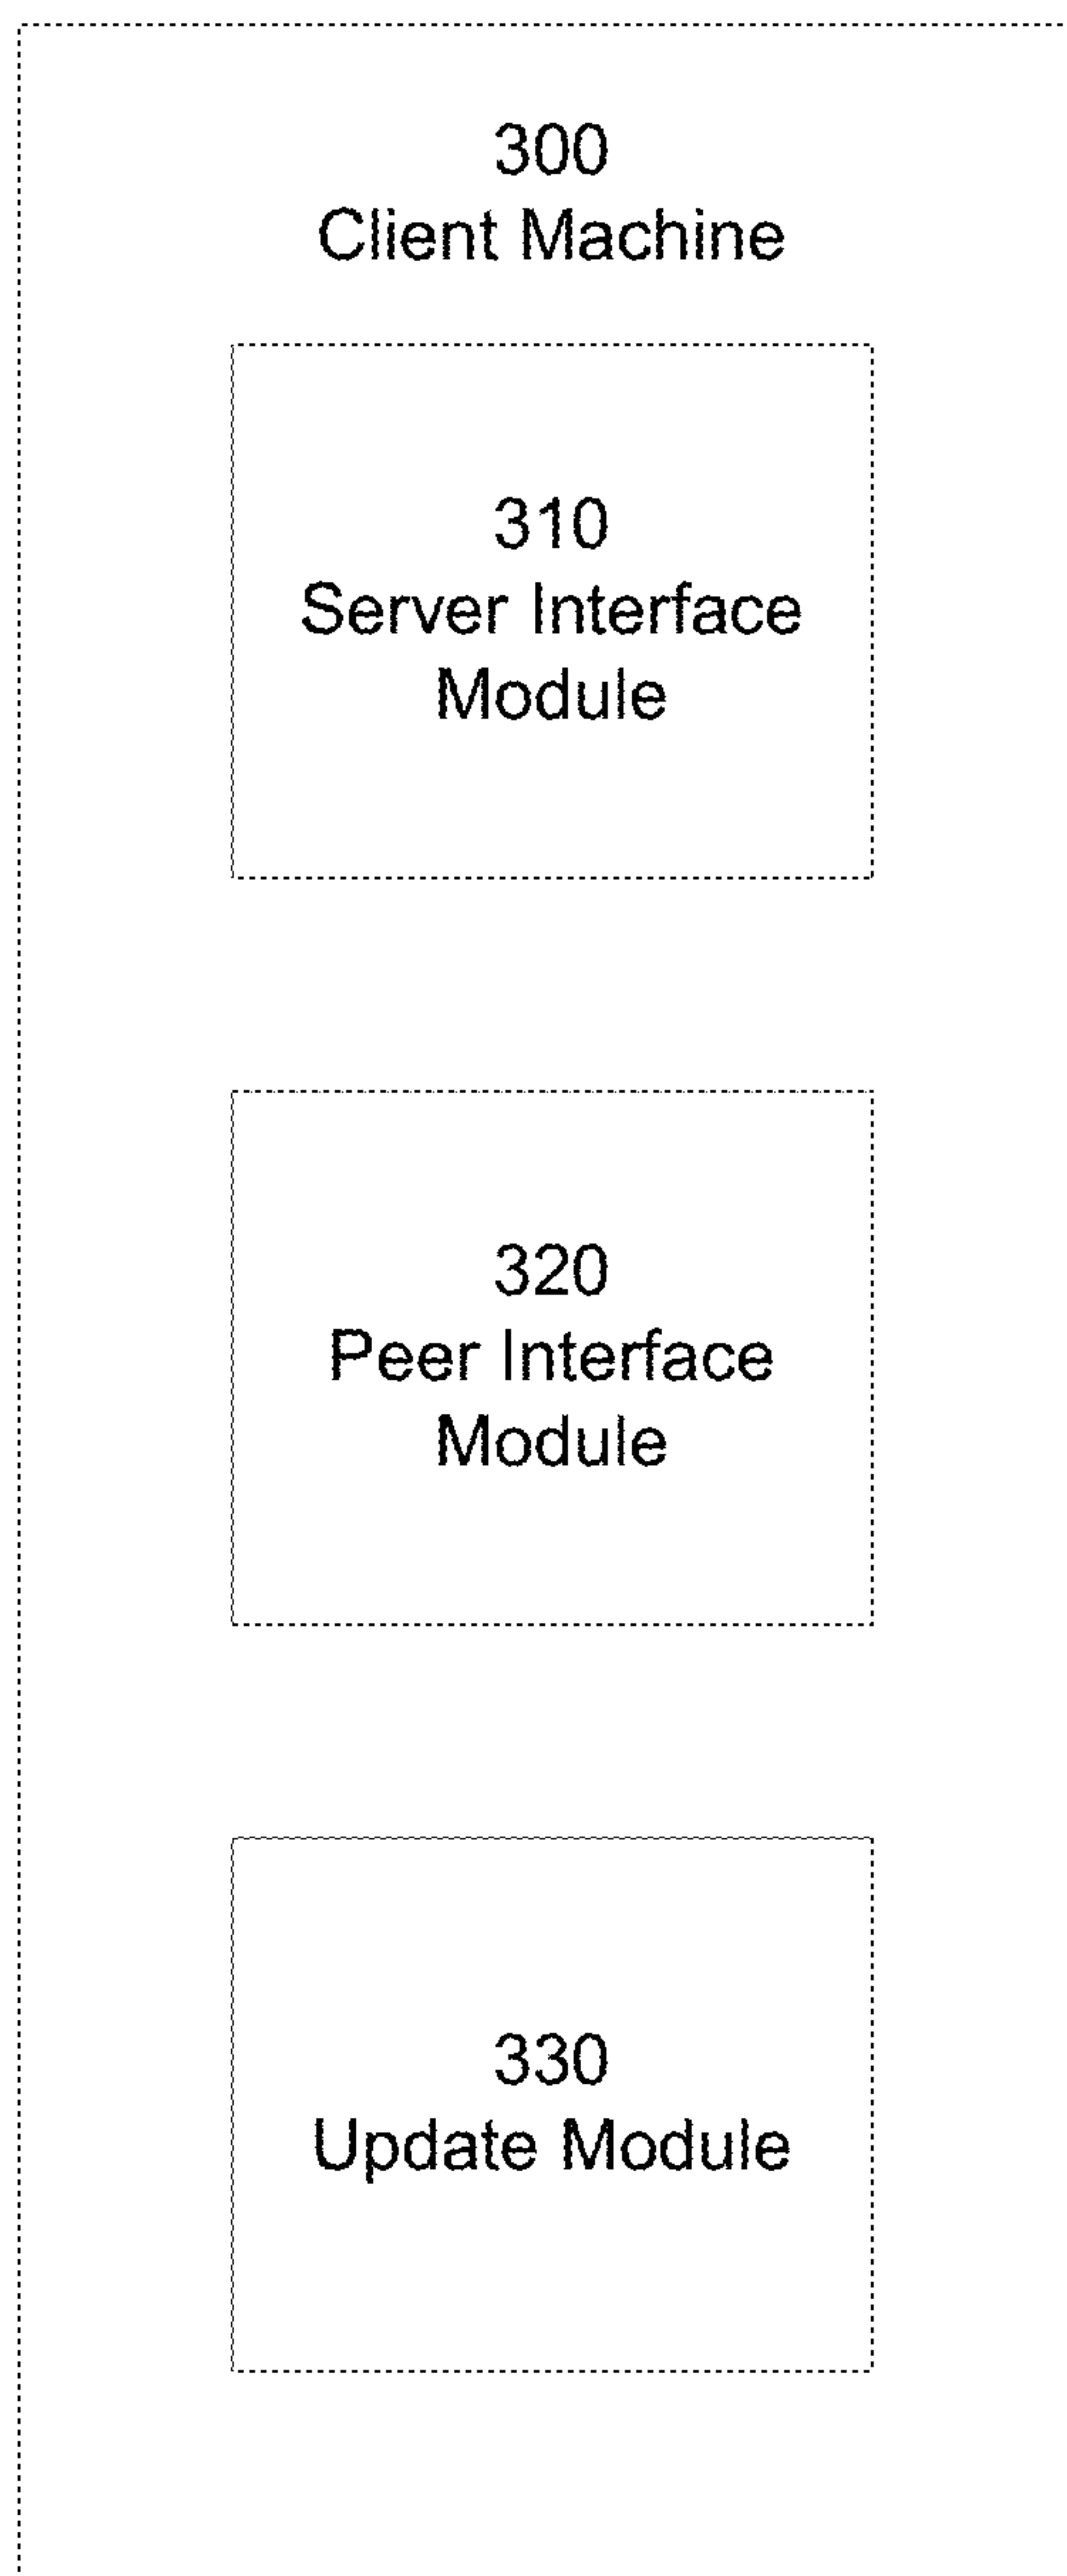 300
Client Machine
310
Server Interface
Module
320
Peer Interface
Module
330
Update Module